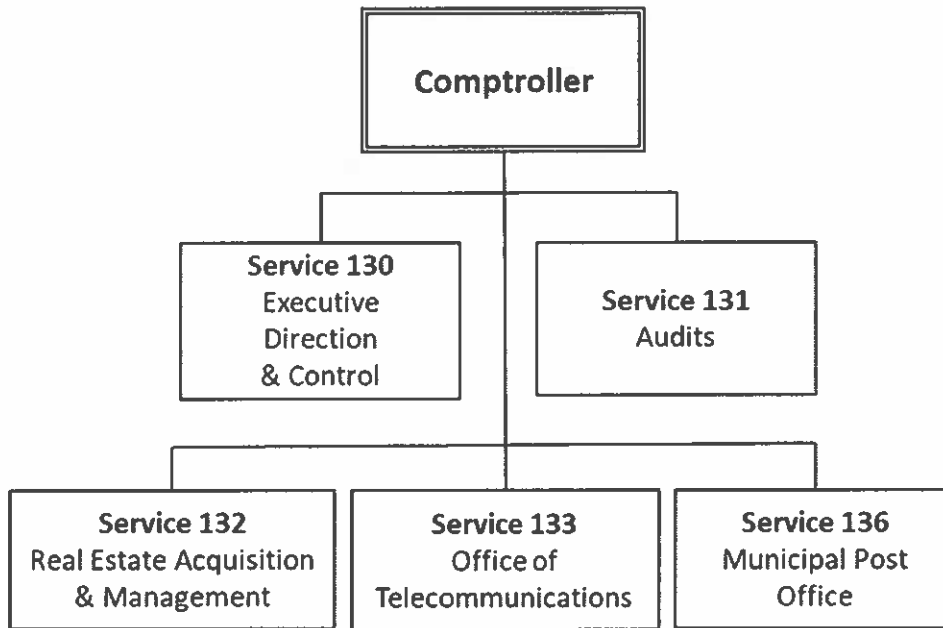 Comptroller
Service 130
Executive
Direction
& Control
Service 131
Audits
Service 132
Real Estate Acquisition
& Management
Service 133
Office of
Telecommunications
Service 136
Municipal Post
Office